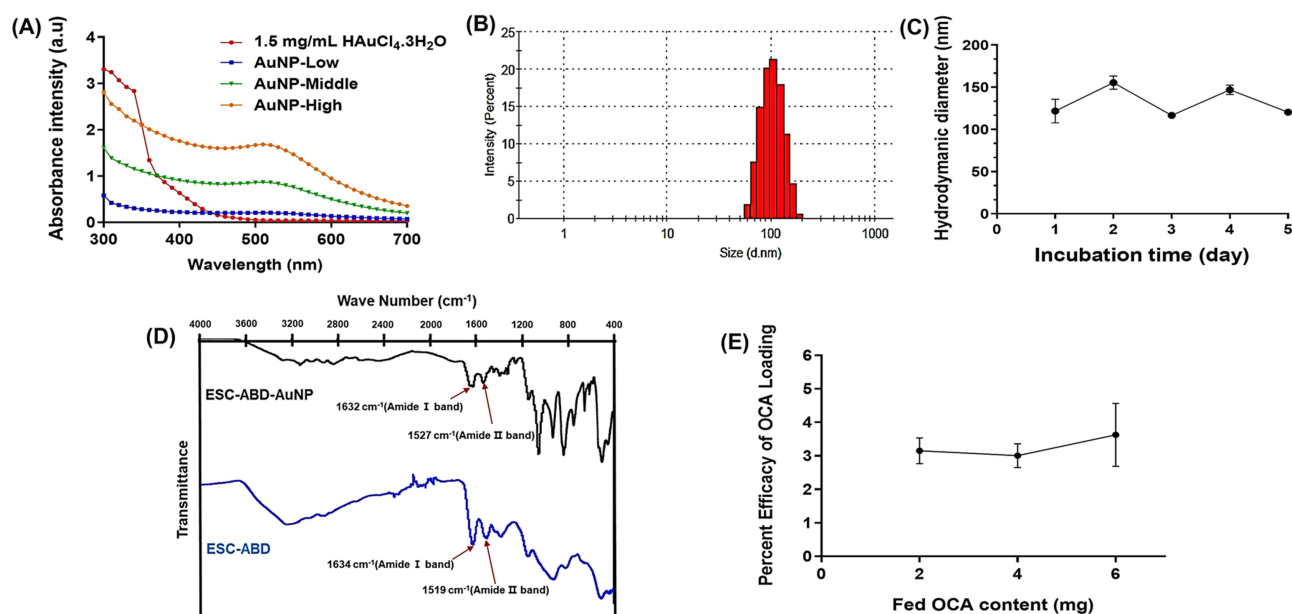 (A)
Absorbance intensity (a.u)
4
3
2
1
0
300
400
500
600
700
Wavelength (nm)
1.5 mg/mL HAuCl₄.3H₂O
AuNP-Low
AuNP-Middle
AuNP-High
(B)
Intensity (Percent)
25
20
15
10
5
0
1
10
100
1000
Size (d.nm)
(C)
Hydrodymanic diameter (nm)
200
150
100
50
0
0
1
2
3
4
5
Incubation time (day)
(D)
Wave Number (cm⁻¹)
4000
3600
3200
2800
2400
2000
1600
1200
800
400
Transmittance
ESC-ABD-AuNP
1632 cm⁻¹(Amide I band)
1527 cm⁻¹(Amide II band)
ESC-ABD
1634 cm⁻¹(Amide I band)
1519 cm⁻¹(Amide II band)
(E)
Percent Efficacy of OCA Loading
6
5
4
3
2
1
0
0
2
4
6
Fed OCA content (mg)